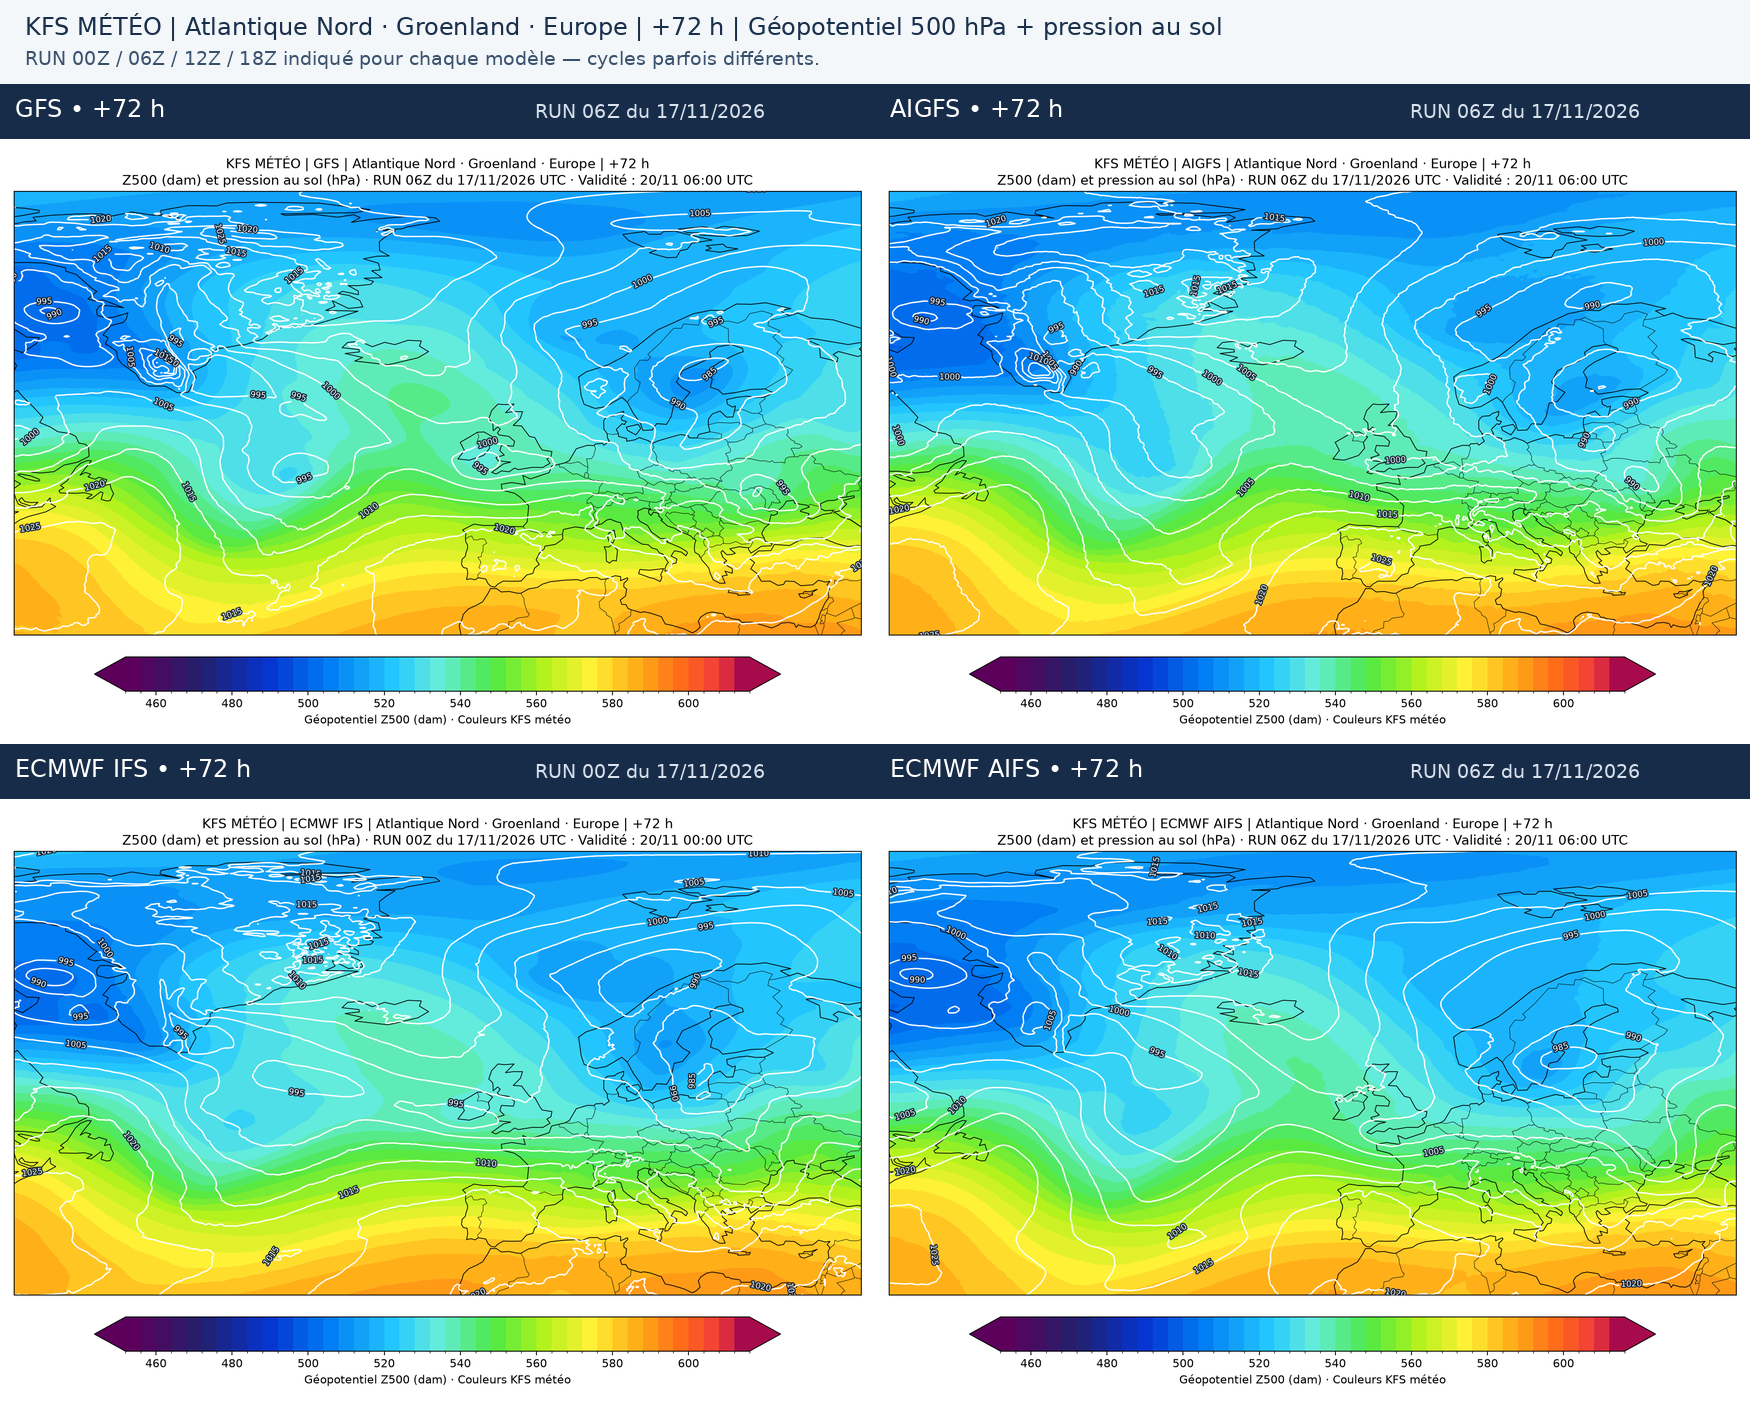 KFS MÉTÉO | Atlantique Nord · Groenland · Europe | +72 h | Géopotentiel 500 hPa + pression au sol
RUN 00Z / 06Z / 12Z / 18Z indiqué pour chaque modèle — cycles parfois différents.
GFS • +72 h
RUN 06Z du 17/11/2026
KFS MÉTÉO | GFS | Atlantique Nord · Groenland · Europe | +72 h
Z500 (dam) et pression au sol (hPa) · RUN 06Z du 17/11/2026 UTC · Validité : 20/11 06:00 UTC
460 480 500 520 540 560 580 600
Géopotentiel Z500 (dam) · Couleurs KFS météo
AIGFS • +72 h
RUN 06Z du 17/11/2026
KFS MÉTÉO | AIGFS | Atlantique Nord · Groenland · Europe | +72 h
Z500 (dam) et pression au sol (hPa) · RUN 06Z du 17/11/2026 UTC · Validité : 20/11 06:00 UTC
460 480 500 520 540 560 580 600
Géopotentiel Z500 (dam) · Couleurs KFS météo
ECMWF IFS • +72 h
RUN 00Z du 17/11/2026
KFS MÉTÉO | ECMWF IFS | Atlantique Nord · Groenland · Europe | +72 h
Z500 (dam) et pression au sol (hPa) · RUN 00Z du 17/11/2026 UTC · Validité : 20/11 00:00 UTC
460 480 500 520 540 560 580 600
Géopotentiel Z500 (dam) · Couleurs KFS météo
ECMWF AIFS • +72 h
RUN 06Z du 17/11/2026
KFS MÉTÉO | ECMWF AIFS | Atlantique Nord · Groenland · Europe | +72 h
Z500 (dam) et pression au sol (hPa) · RUN 06Z du 17/11/2026 UTC · Validité : 20/11 06:00 UTC
460 480 500 520 540 560 580 600
Géopotentiel Z500 (dam) · Couleurs KFS météo